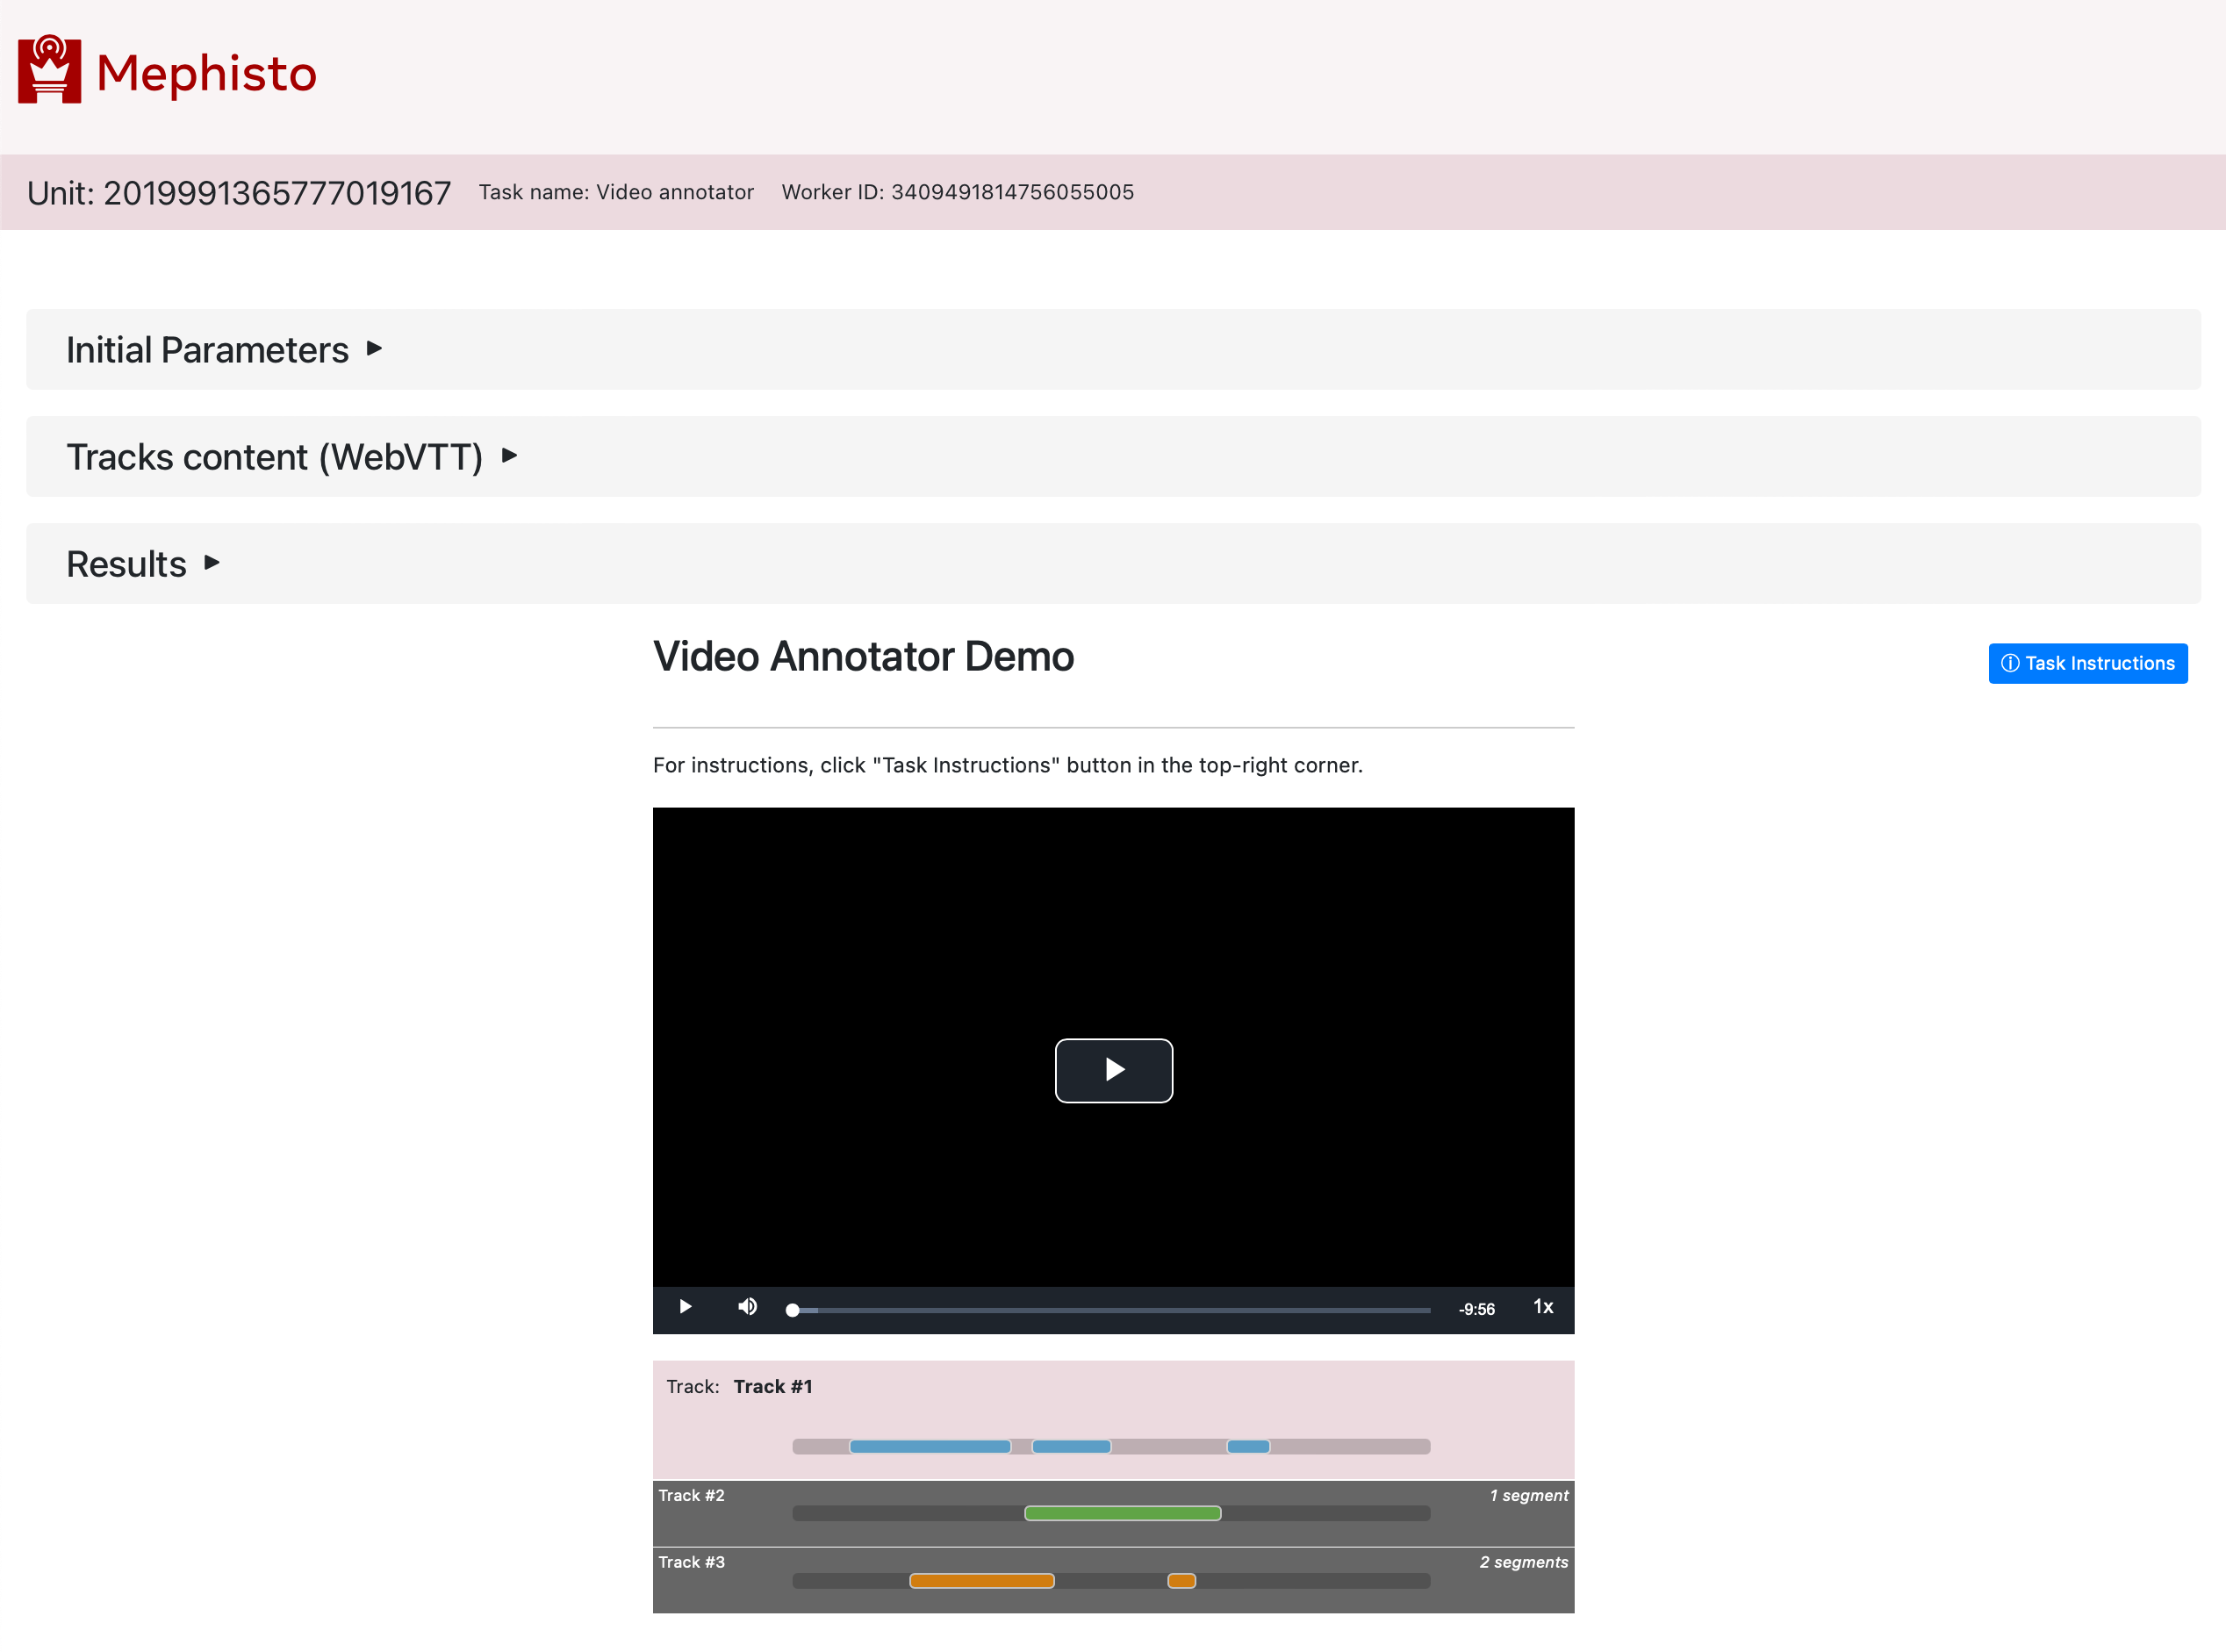 Mephisto
Unit: 2019991365777019167 Task name: Video annotator Worker ID: 3409491814756055005
Initial Parameters
Tracks content (WebVTT)
Results
Video Annotator Demo
Task Instructions
For instructions, click "Task Instructions" button in the top-right corner.
-9:56 1x
Track: Track #1
Track #2 1 segment
Track #3 2 segments